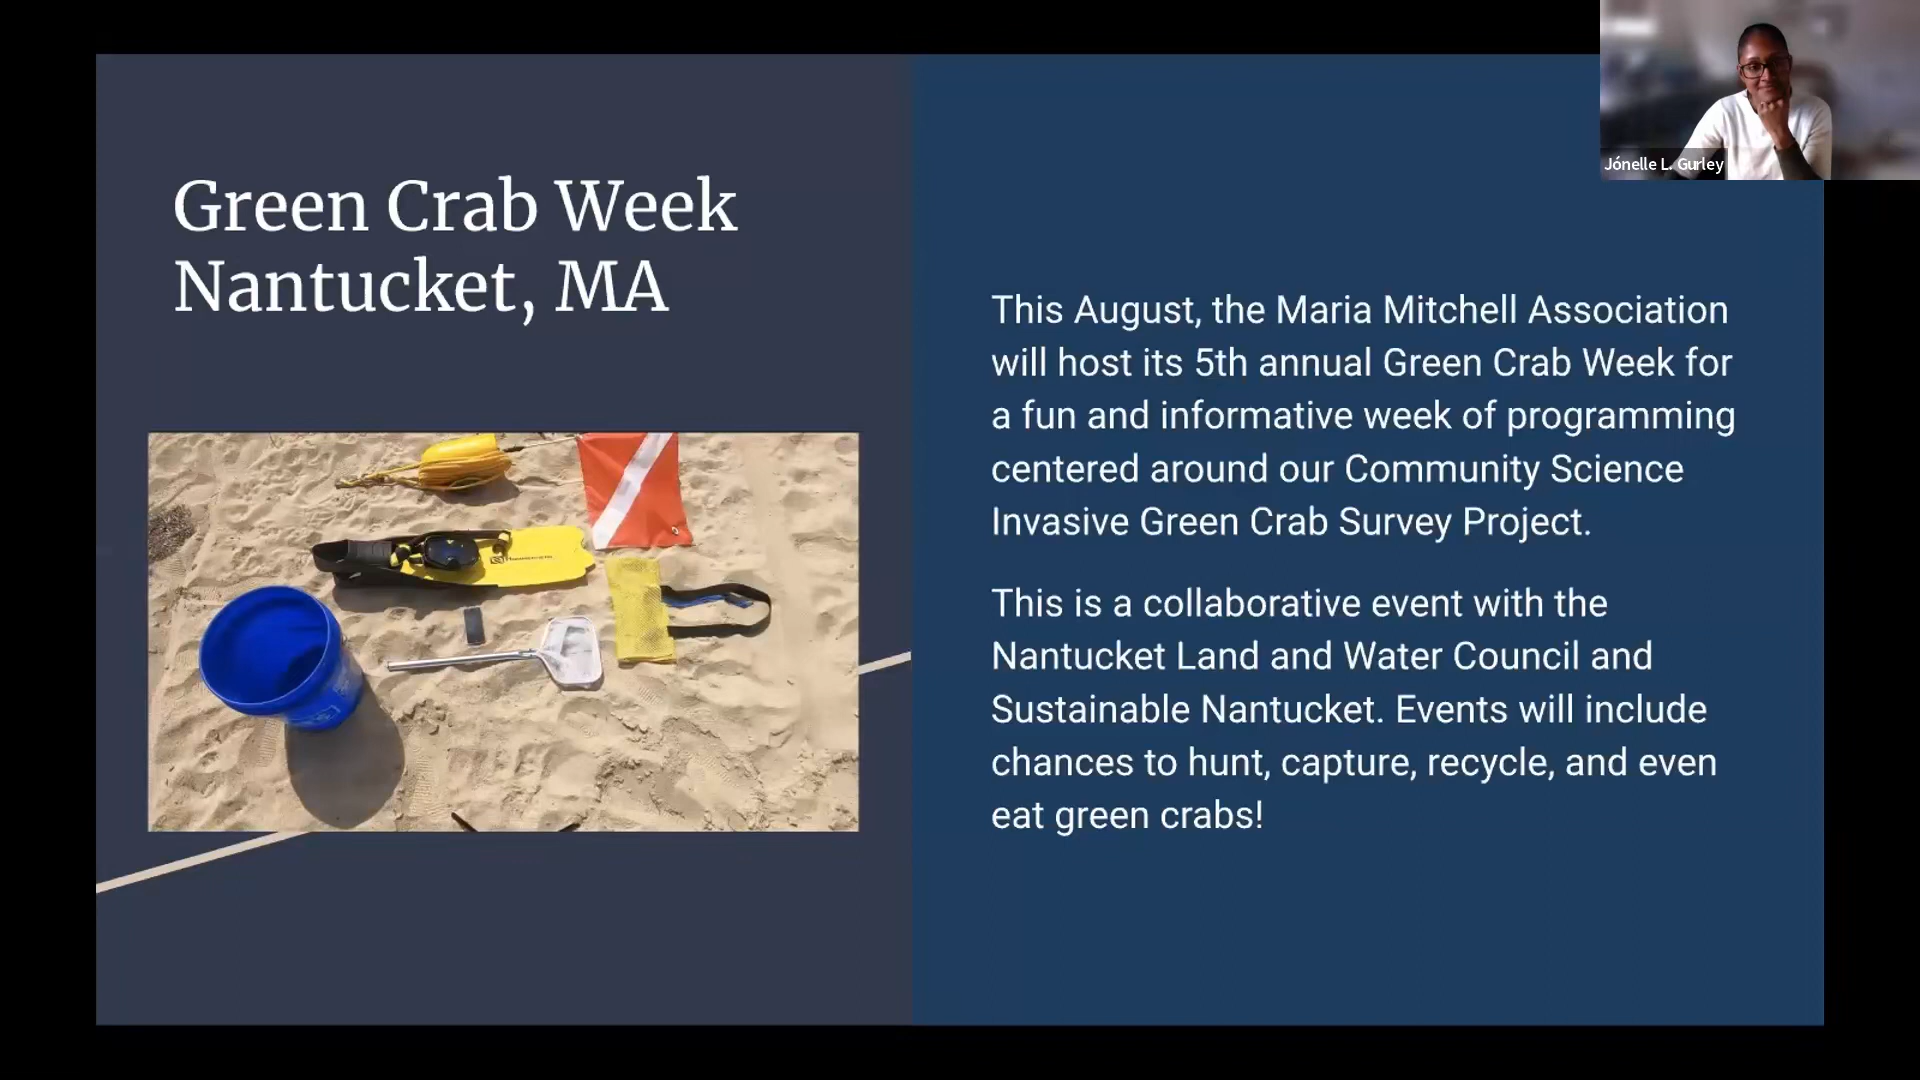 Green Crab Week
Nantucket, MA
This August, the Maria Mitchell Association
will host its 5th annual Green Crab Week for
a fun and informative week of programming
centered around our Community Science
Invasive Green Crab Survey Project.
This is a collaborative event with the
Nantucket Land and Water Council and
Sustainable Nantucket. Events will include
chances to hunt, capture, recycle, and even
eat green crabs!
Jónelle L. Gurley